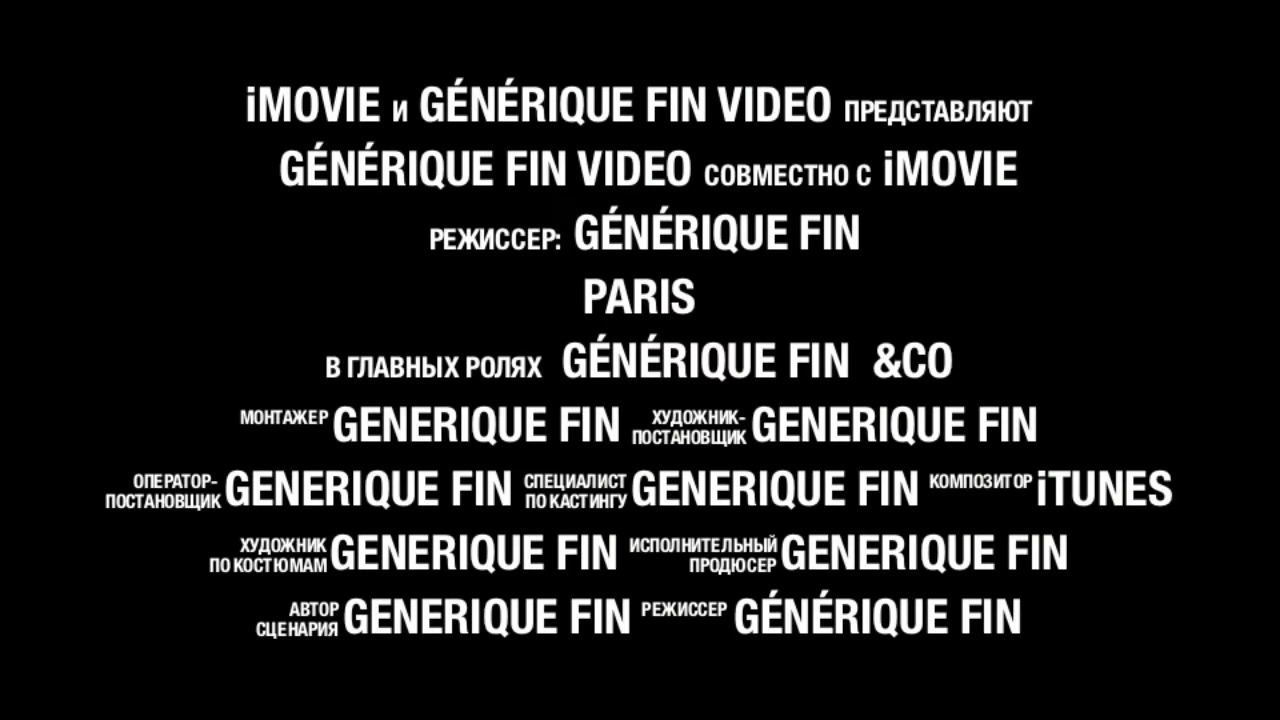 iMOVIE И GÉNÉRIQUE FIN VIDEO ПРЕДСТАВЛЯЮТ
GÉNÉRIQUE FIN VIDEO СОВМЕСТНО С iMOVIE
РЕЖИССЕР: GÉNÉRIQUE FIN
PARIS
В ГЛАВНЫХ РОЛЯХ GÉNÉRIQUE FIN &CO
МОНТАЖЕР GENERIQUE FIN ХУДОЖНИК-ПОСТАНОВЩИК GENERIQUE FIN
ОПЕРАТОР-ПОСТАНОВЩИК GENERIQUE FIN СПЕЦИАЛИСТ ПО КАСТИНГУ GENERIQUE FIN КОМПОЗИТОР iTUNES
ХУДОЖНИК ПО КОСТЮМАМ GENERIQUE FIN ИСПОЛНИТЕЛЬНЫЙ ПРОДЮСЕР GENERIQUE FIN
АВТОР СЦЕНАРИЯ GENERIQUE FIN РЕЖИССЕР GÉNÉRIQUE FIN